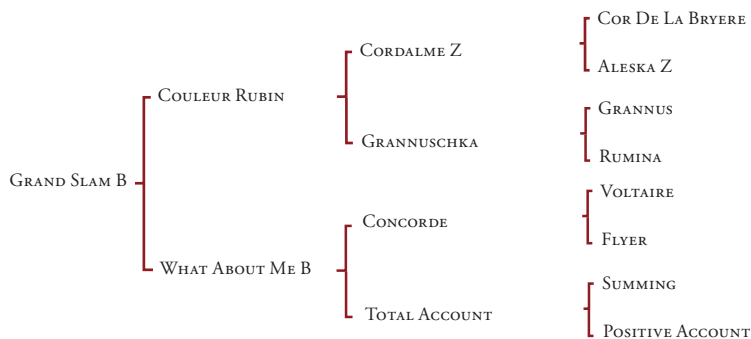 Cor De La Bryere
Cordalme Z
Aleska Z
Couleur Rubin
Grannus
Grannuschka
Rumina
Grand Slam B
Voltaire
Concorde
Flyer
What About Me B
Summing
Total Account
Positive Account